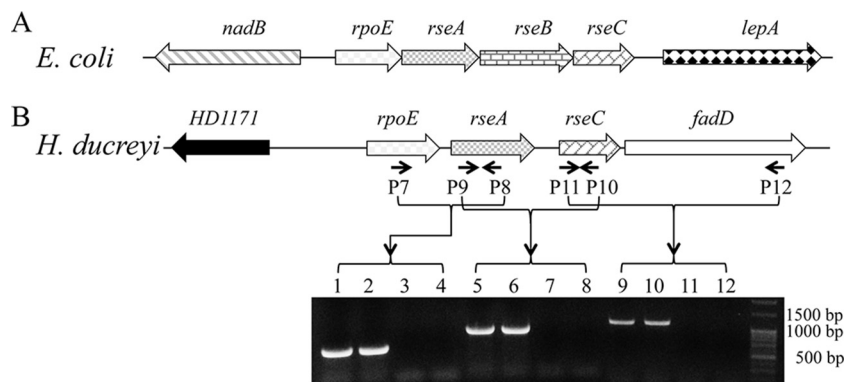 A
nadB rpoE rseA rseB rseC lepA
E. coli
B
HD1171 rpoE rseA rseC fadD
H. ducreyi
P7 P9 P8 P11 P10 P12
1 2 3 4 5 6 7 8 9 10 11 12
1500 bp
1000 bp
500 bp